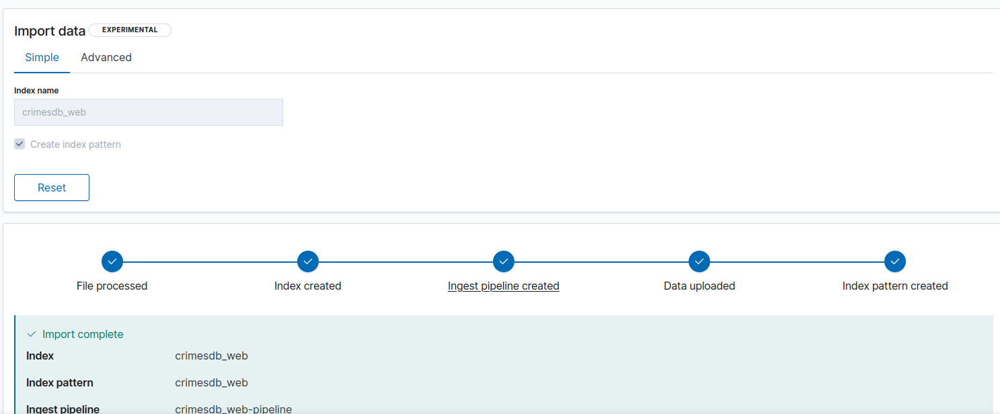 Import data EXPERIMENTAL
Simple Advanced
Index name
crimesdb_web
Create index pattern
Reset
File processed Index created Ingest pipeline created Data uploaded Index pattern created
Import complete
Index crimesdb_web
Index pattern crimesdb_web
Ingest pipeline crimesdb_web-pipeline